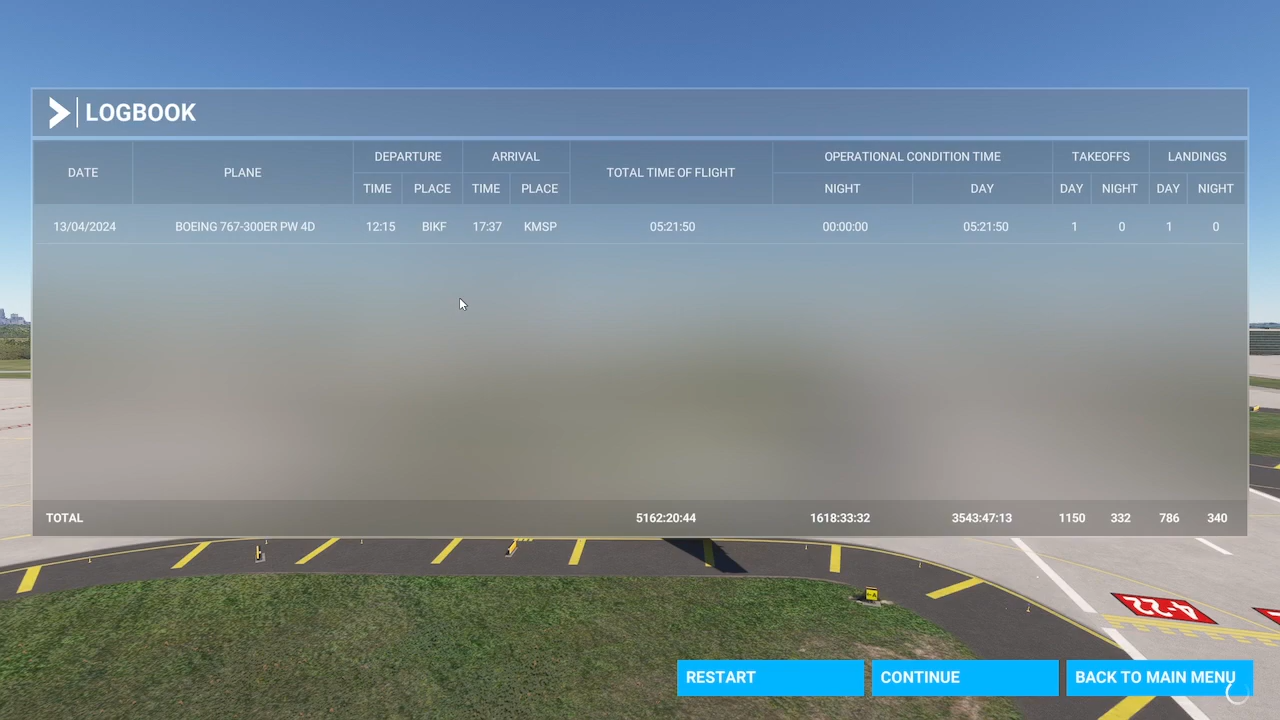 LOGBOOK
DEPARTURE ARRIVAL OPERATIONAL CONDITION TIME TAKEOFFS LANDINGS
DATE PLANE TOTAL TIME OF FLIGHT
TIME PLACE TIME PLACE NIGHT DAY DAY NIGHT DAY NIGHT
13/04/2024 BOEING 767-300ER PW 4D 12:15 BIKF 17:37 KMSP 05:21:50 00:00:00 05:21:50 1 0 1 0
TOTAL 5162:20:44 1618:33:32 3543:47:13 1150 332 786 340
4-22
RESTART CONTINUE BACK TO MAIN MENU